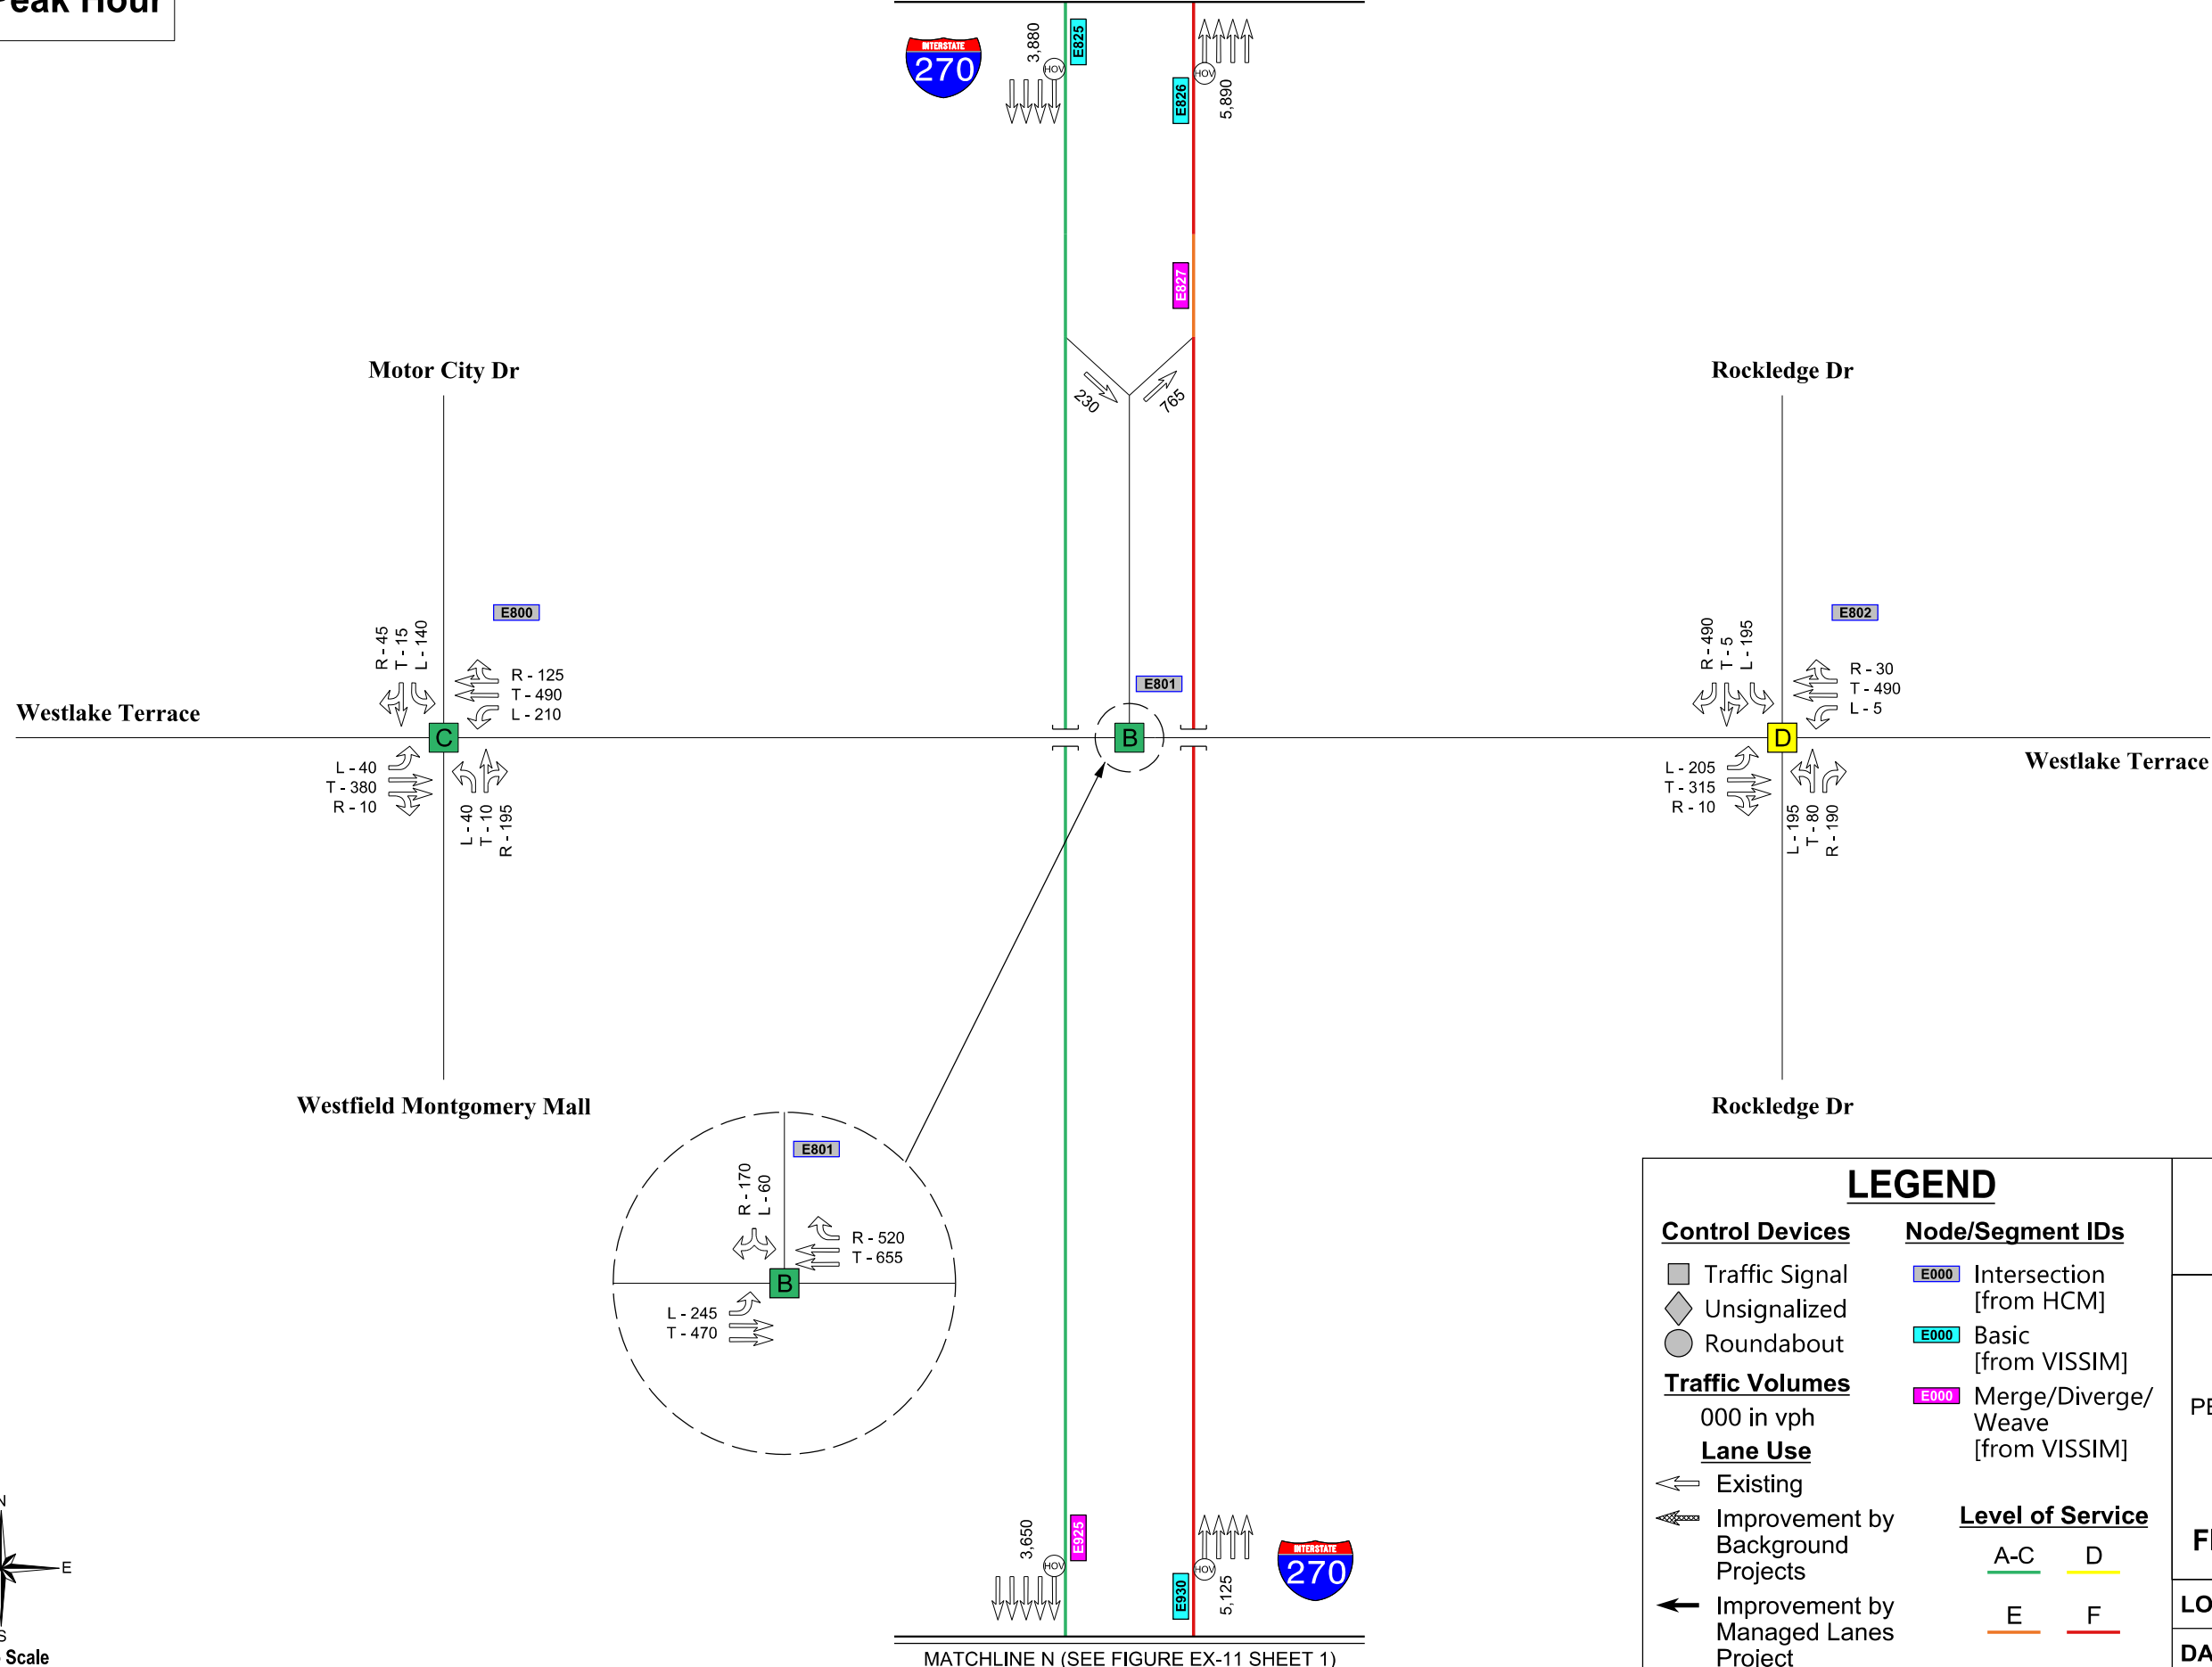 Peak Hour
INTERSTATE
270
3,880
HOV
E825
HOV
E826
5,890
E827
230
765
Motor City Dr
Rockledge Dr
E800
R - 45
T - 15
L - 140
R - 125
T - 490
L - 210
Westlake Terrace
C
L - 40
T - 380
R - 10
L - 40
T - 10
R - 195
E801
B
E802
R - 490
T - 5
L - 195
R - 30
T - 490
L - 5
D
Westlake Terrace
L - 205
T - 315
R - 10
L - 195
T - 80
R - 190
Westfield Montgomery Mall
Rockledge Dr
E801
R - 170
L - 60
R - 520
T - 655
B
L - 245
T - 470
3,650
HOV
E925
HOV
E930
5,125
INTERSTATE
270
MATCHLINE N (SEE FIGURE EX-11 SHEET 1)
N
E
S
Scale
LEGEND
Control Devices
Traffic Signal
Unsignalized
Roundabout
Traffic Volumes
000 in vph
Lane Use
Existing
Improvement by
Background
Projects
Improvement by
Managed Lanes
Project
Node/Segment IDs
E000 Intersection
[from HCM]
E000 Basic
[from VISSIM]
E000 Merge/Diverge/
Weave
[from VISSIM]
Level of Service
A-C D
E F